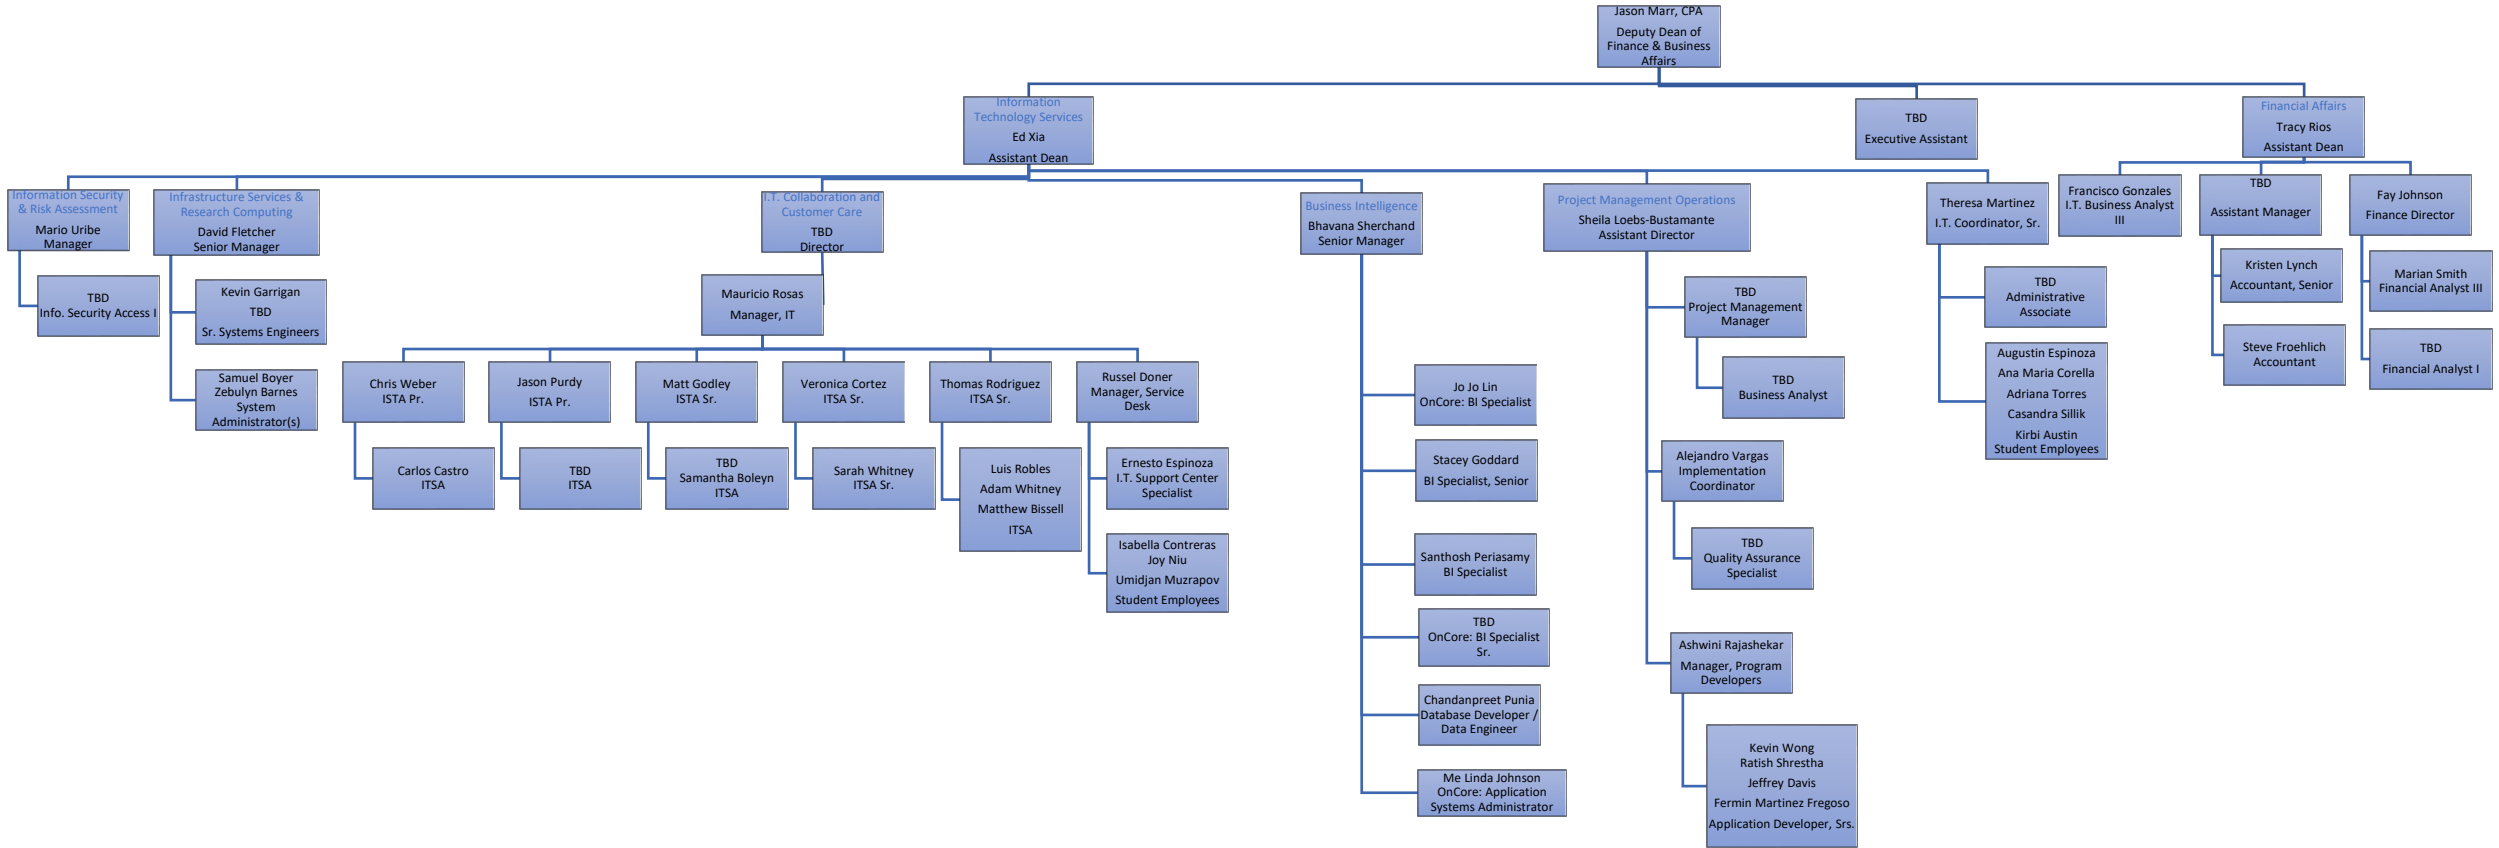 Jason Marr, CPA
Deputy Dean of
Finance & Business
Affairs
Information
Technology Services
Ed Xia
Assistant Dean
TBD
Executive Assistant
Financial Affairs
Tracy Rios
Assistant Dean
Information Security
& Risk Assessment
Mario Uribe
Manager
Infrastructure Services &
Research Computing
David Fletcher
Senior Manager
I.T. Collaboration and
Customer Care
TBD
Director
Business Intelligence
Bhavana Sherchand
Senior Manager
Project Management Operations
Sheila Loebs-Bustamante
Assistant Director
Theresa Martinez
I.T. Coordinator, Sr.
Francisco Gonzales
I.T. Business Analyst
III
TBD
Assistant Manager
Fay Johnson
Finance Director
TBD
Info. Security Access I
Kevin Garrigan
TBD
Sr. Systems Engineers
Samuel Boyer
Zebulyn Barnes
System
Administrator(s)
Mauricio Rosas
Manager, IT
Chris Weber
ISTA Pr.
Jason Purdy
ISTA Pr.
Matt Godley
ISTA Sr.
Veronica Cortez
ITSA Sr.
Thomas Rodriguez
ITSA Sr.
Russel Doner
Manager, Service
Desk
Carlos Castro
ITSA
TBD
ITSA
TBD
Samantha Boleyn
ITSA
Sarah Whitney
ITSA Sr.
Luis Robles
Adam Whitney
Matthew Bissell
ITSA
Ernesto Espinoza
I.T. Support Center
Specialist
Isabella Contreras
Joy Niu
Umidjan Muzrapov
Student Employees
Jo Jo Lin
OnCore: BI Specialist
Stacey Goddard
BI Specialist, Senior
Santhosh Periasamy
BI Specialist
TBD
OnCore: BI Specialist
Sr.
Chandanpreet Punia
Database Developer /
Data Engineer
Me Linda Johnson
OnCore: Application
Systems Administrator
TBD
Project Management
Manager
TBD
Business Analyst
Alejandro Vargas
Implementation
Coordinator
TBD
Quality Assurance
Specialist
Ashwini Rajashekar
Manager, Program
Developers
Kevin Wong
Ratish Shrestha
Jeffrey Davis
Fermin Martinez Fregoso
Application Developer, Srs.
TBD
Administrative
Associate
Augustin Espinoza
Ana Maria Corella
Adriana Torres
Casandra Sillik
Kirbi Austin
Student Employees
Kristen Lynch
Accountant, Senior
Steve Froehlich
Accountant
Marian Smith
Financial Analyst III
TBD
Financial Analyst I